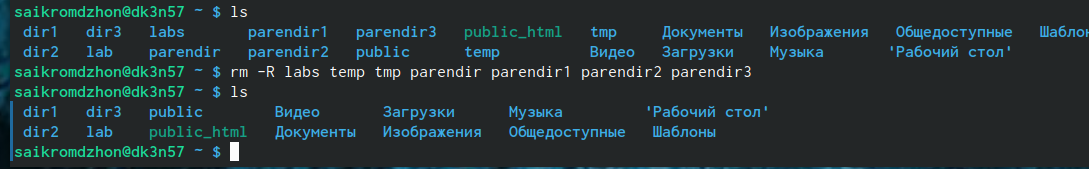 saikromdzhon@dk3n57 ~ $ ls
dir1 dir3 labs parendir1 parendir3 public_html tmp Документы Изображения Общедоступные Шабло
dir2 lab parendir parendir2 public temp Видео Загрузки Музыка 'Рабочий стол'
saikromdzhon@dk3n57 ~ $ rm -R labs temp tmp parendir parendir1 parendir2 parendir3
saikromdzhon@dk3n57 ~ $ ls
dir1 dir3 public Видео Загрузки Музыка 'Рабочий стол'
dir2 lab public_html Документы Изображения Общедоступные Шаблоны
saikromdzhon@dk3n57 ~ $